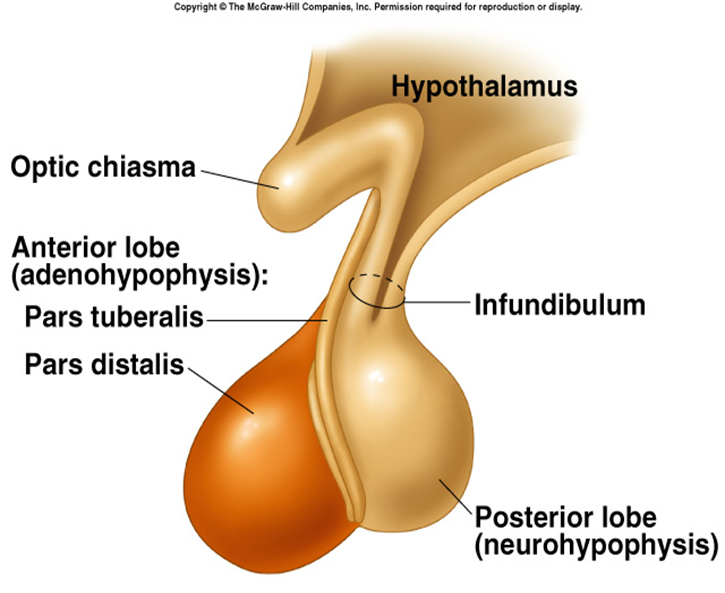 Copyright © The McGraw-Hill Companies, Inc. Permission required for reproduction or display.
Hypothalamus
Optic chiasma
Anterior lobe
(adenohypophysis):
Pars tuberalis
Infundibulum
Pars distalis
Posterior lobe
(neurohypophysis)